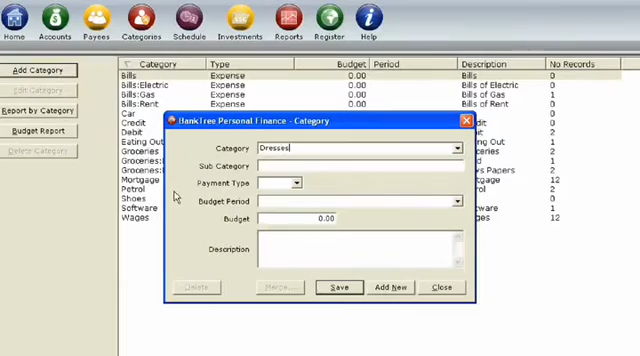 Home Accounts Payees Categories Schedule Investments Reports Register Help
Add Category
Edit Category
Report by Category
Budget Report
Delete Category
Category Type Budget Period Description No Records
Bills Expense 0.00 Bills 0
Bills:Electric Expense 0.00 Bills of Electric 0
Bills:Gas Expense 0.00 Bills of Gas 1
Bills:Rent Expense 0.00 Bills of Rent 0
Car 0
Credit 0
Debit 2
Eating Out 1
Groceries 2
Groceries: Papers 2
Mortgage 12
Petrol 0
Shoes 0
Software 1
Wages 12
BankTree Personal Finance - Category
Category Dresses
Sub Category
Payment Type
Budget Period
Budget 0.00
Description
Delete Merge... Save Add New Close